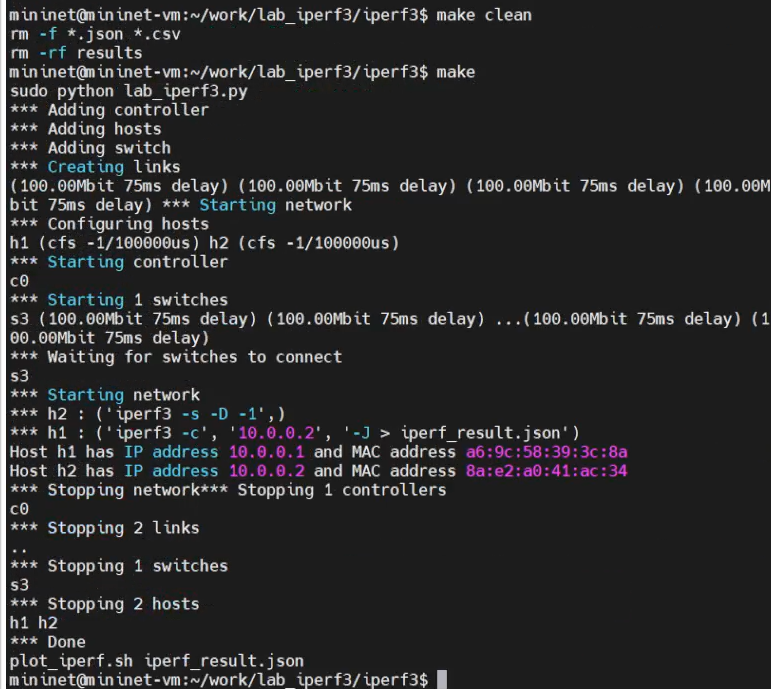 mininet@mininet-vm:~/work/lab_iperf3/iperf3$ make clean
rm -f *.json *.csv
rm -rf results
mininet@mininet-vm:~/work/lab_iperf3/iperf3$ make
sudo python lab_iperf3.py
*** Adding controller
*** Adding hosts
*** Adding switch
*** Creating links
(100.00Mbit 75ms delay) (100.00Mbit 75ms delay) (100.00Mbit 75ms delay) (100.00M
bit 75ms delay) *** Starting network
*** Configuring hosts
h1 (cfs -1/100000us) h2 (cfs -1/100000us)
*** Starting controller
c0
*** Starting 1 switches
s3 (100.00Mbit 75ms delay) (100.00Mbit 75ms delay) ...(100.00Mbit 75ms delay) (1
00.00Mbit 75ms delay)
*** Waiting for switches to connect
s3
*** Starting network
*** h2 : ('iperf3 -s -D -1',)
*** h1 : ('iperf3 -c', '10.0.0.2', '-J > iperf_result.json')
Host h1 has IP address 10.0.0.1 and MAC address a6:9c:58:39:3c:8a
Host h2 has IP address 10.0.0.2 and MAC address 8a:e2:a0:41:ac:34
*** Stopping network*** Stopping 1 controllers
c0
*** Stopping 2 links
..
*** Stopping 1 switches
s3
*** Stopping 2 hosts
h1 h2
*** Done
plot_iperf.sh iperf_result.json
mininet@mininet-vm:~/work/lab_iperf3/iperf3$